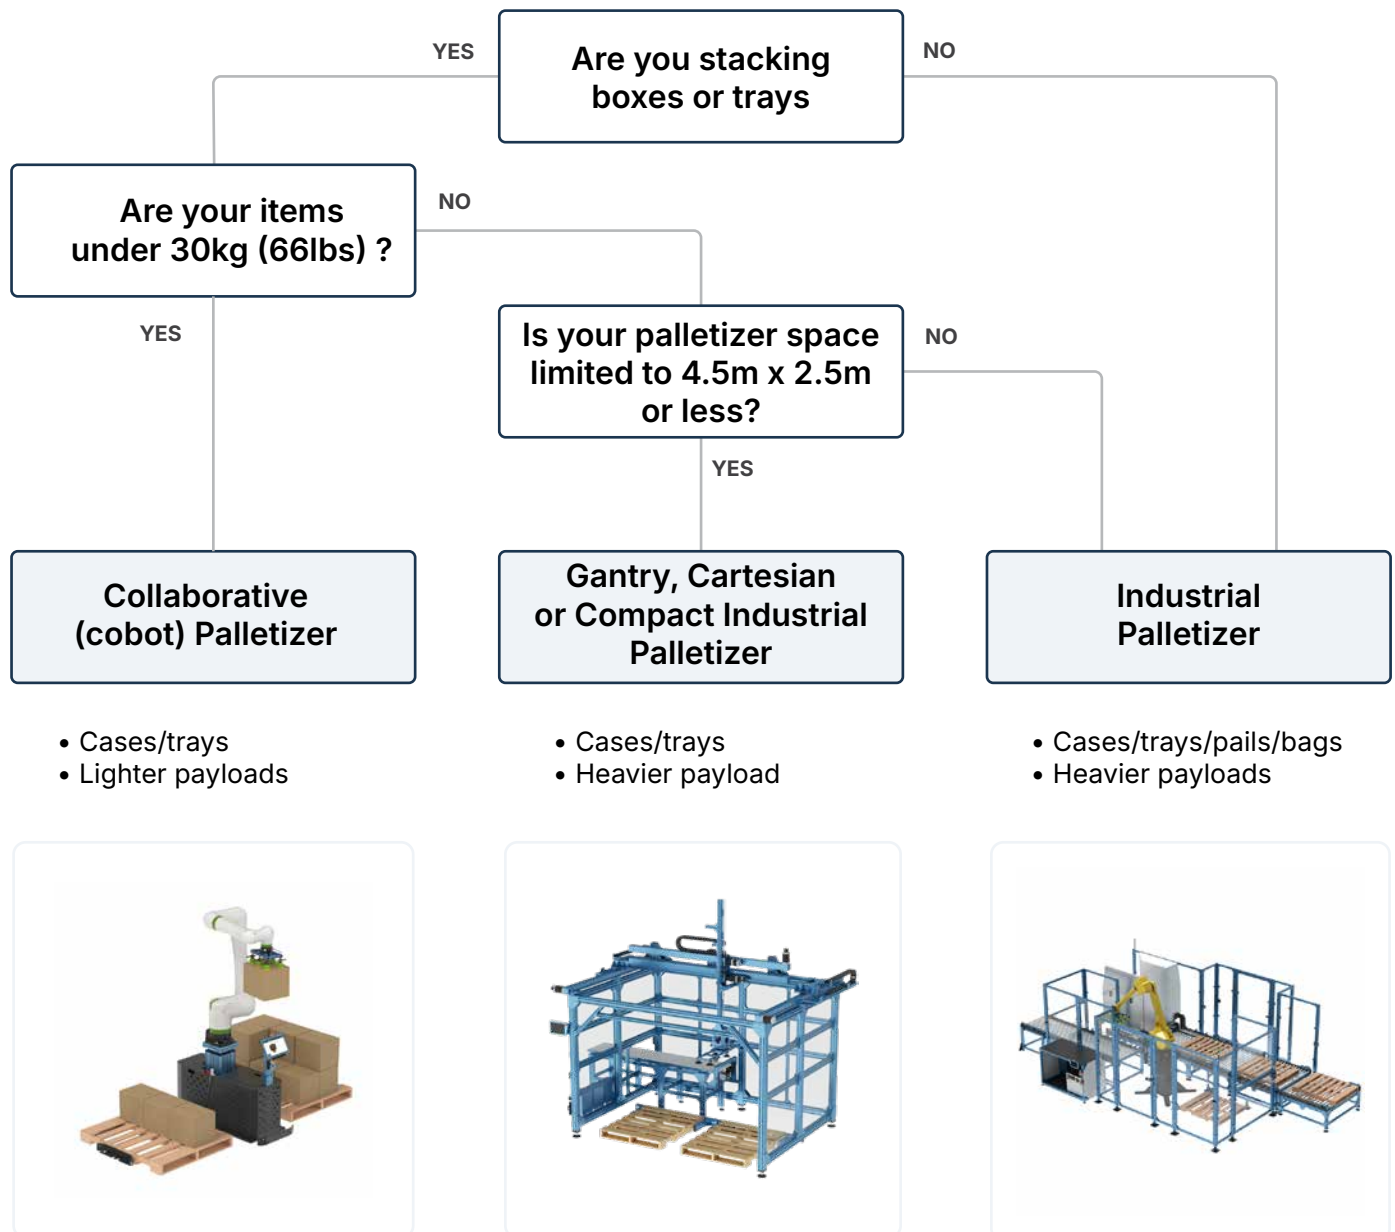 YES
Are you stacking
boxes or trays
NO
Are your items
under 30kg (66lbs) ?
NO
YES
Is your palletizer space
limited to 4.5m x 2.5m
or less?
NO
YES
Collaborative
(cobot) Palletizer
Gantry, Cartesian
or Compact Industrial
Palletizer
Industrial
Palletizer
• Cases/trays
• Lighter payloads
• Cases/trays
• Heavier payload
• Cases/trays/pails/bags
• Heavier payloads